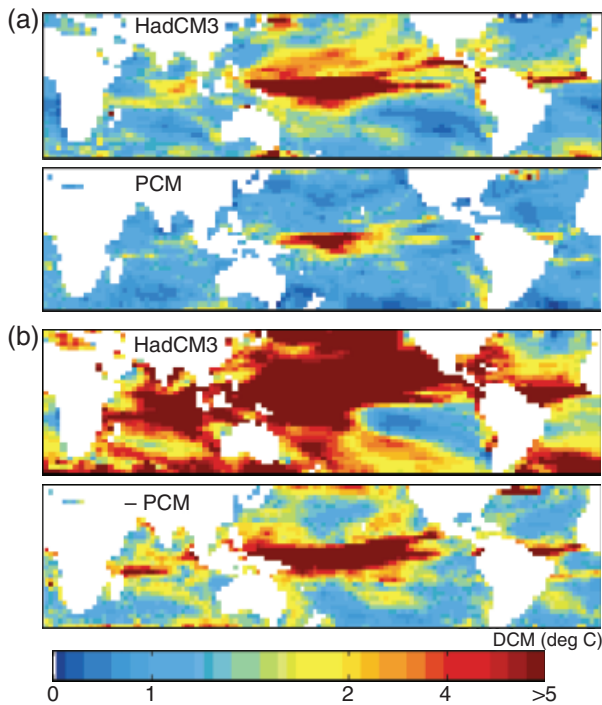 (a)
HadCM3
PCM
(b)
HadCM3
– PCM
DCM (deg C)
0 1 2 4 >5